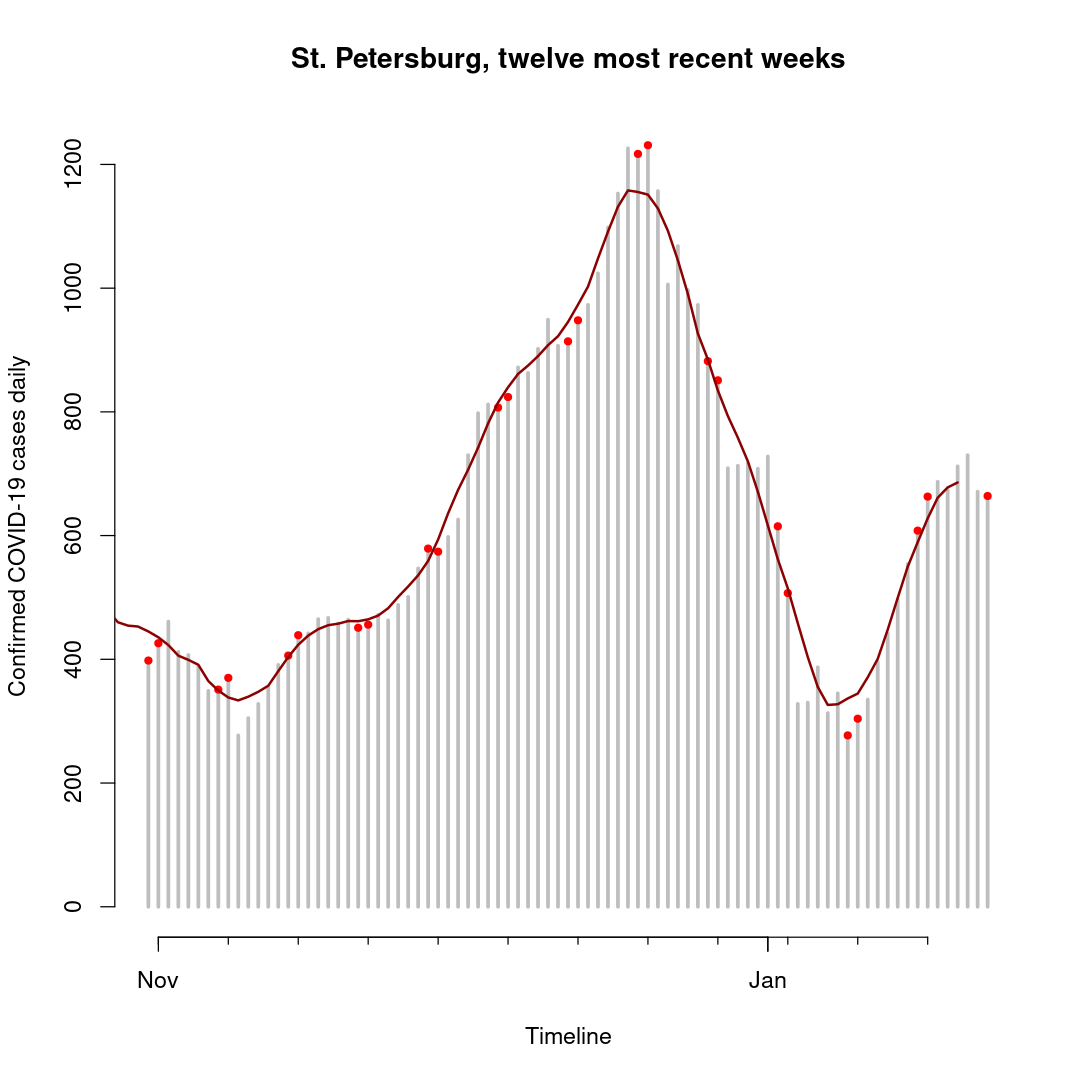 St. Petersburg, twelve most recent weeks
Confirmed COVID-19 cases daily
1200
1000
800
600
400
200
0
Nov
Jan
Timeline